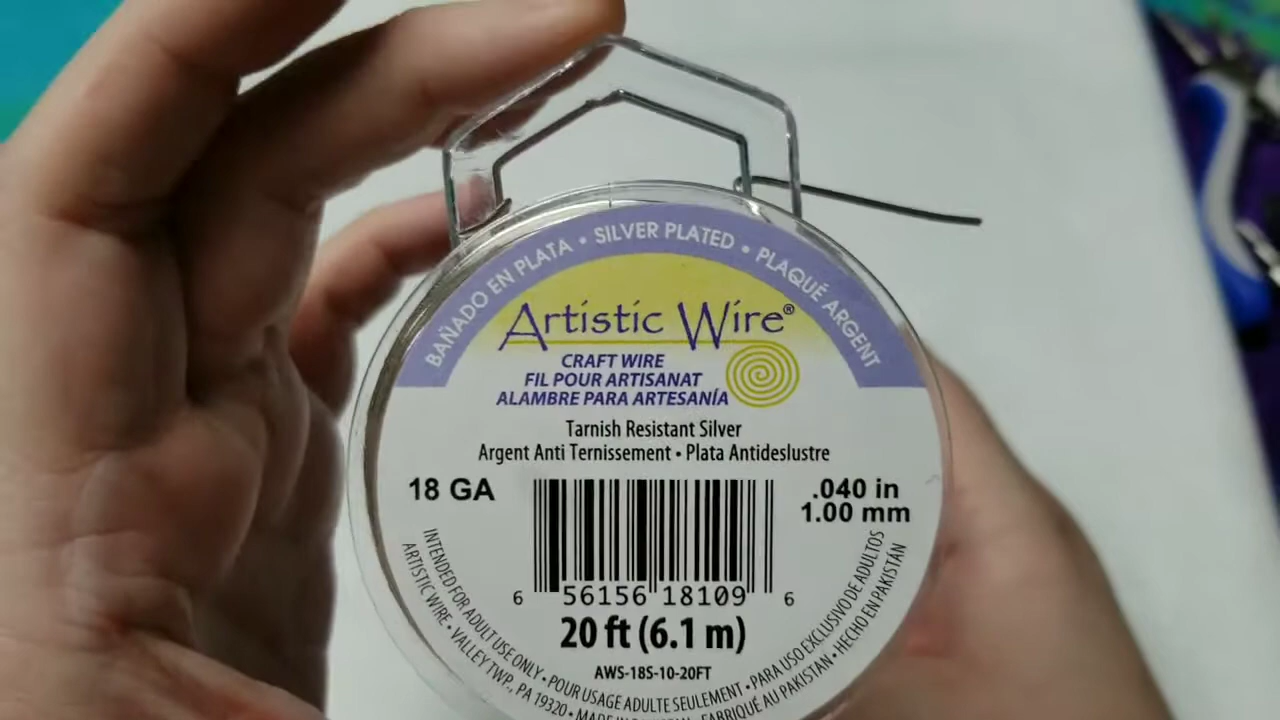 BAÑADO EN PLATA • SILVER PLATED • PLAQUÉ ARGENT
Artistic Wire®
CRAFT WIRE
FIL POUR ARTISANAT
ALAMBRE PARA ARTESANÍA
Tarnish Resistant Silver
Argent Anti Ternissement • Plata Antideslustre
18 GA
.040 in
1.00 mm
6 56156 18109 6
20 ft (6.1 m)
AWS-18S-10-20FT
INTENDED FOR ADULT USE ONLY • POUR USAGE ADULTE SEULEMENT • PARA USO EXCLUSIVO DE ADULTOS
ARTISTIC WIRE • VALLEY TWP., PA 19320 • MADE IN • FABRIQUÉ AU PAKISTAN • HECHO EN PAKISTÁN